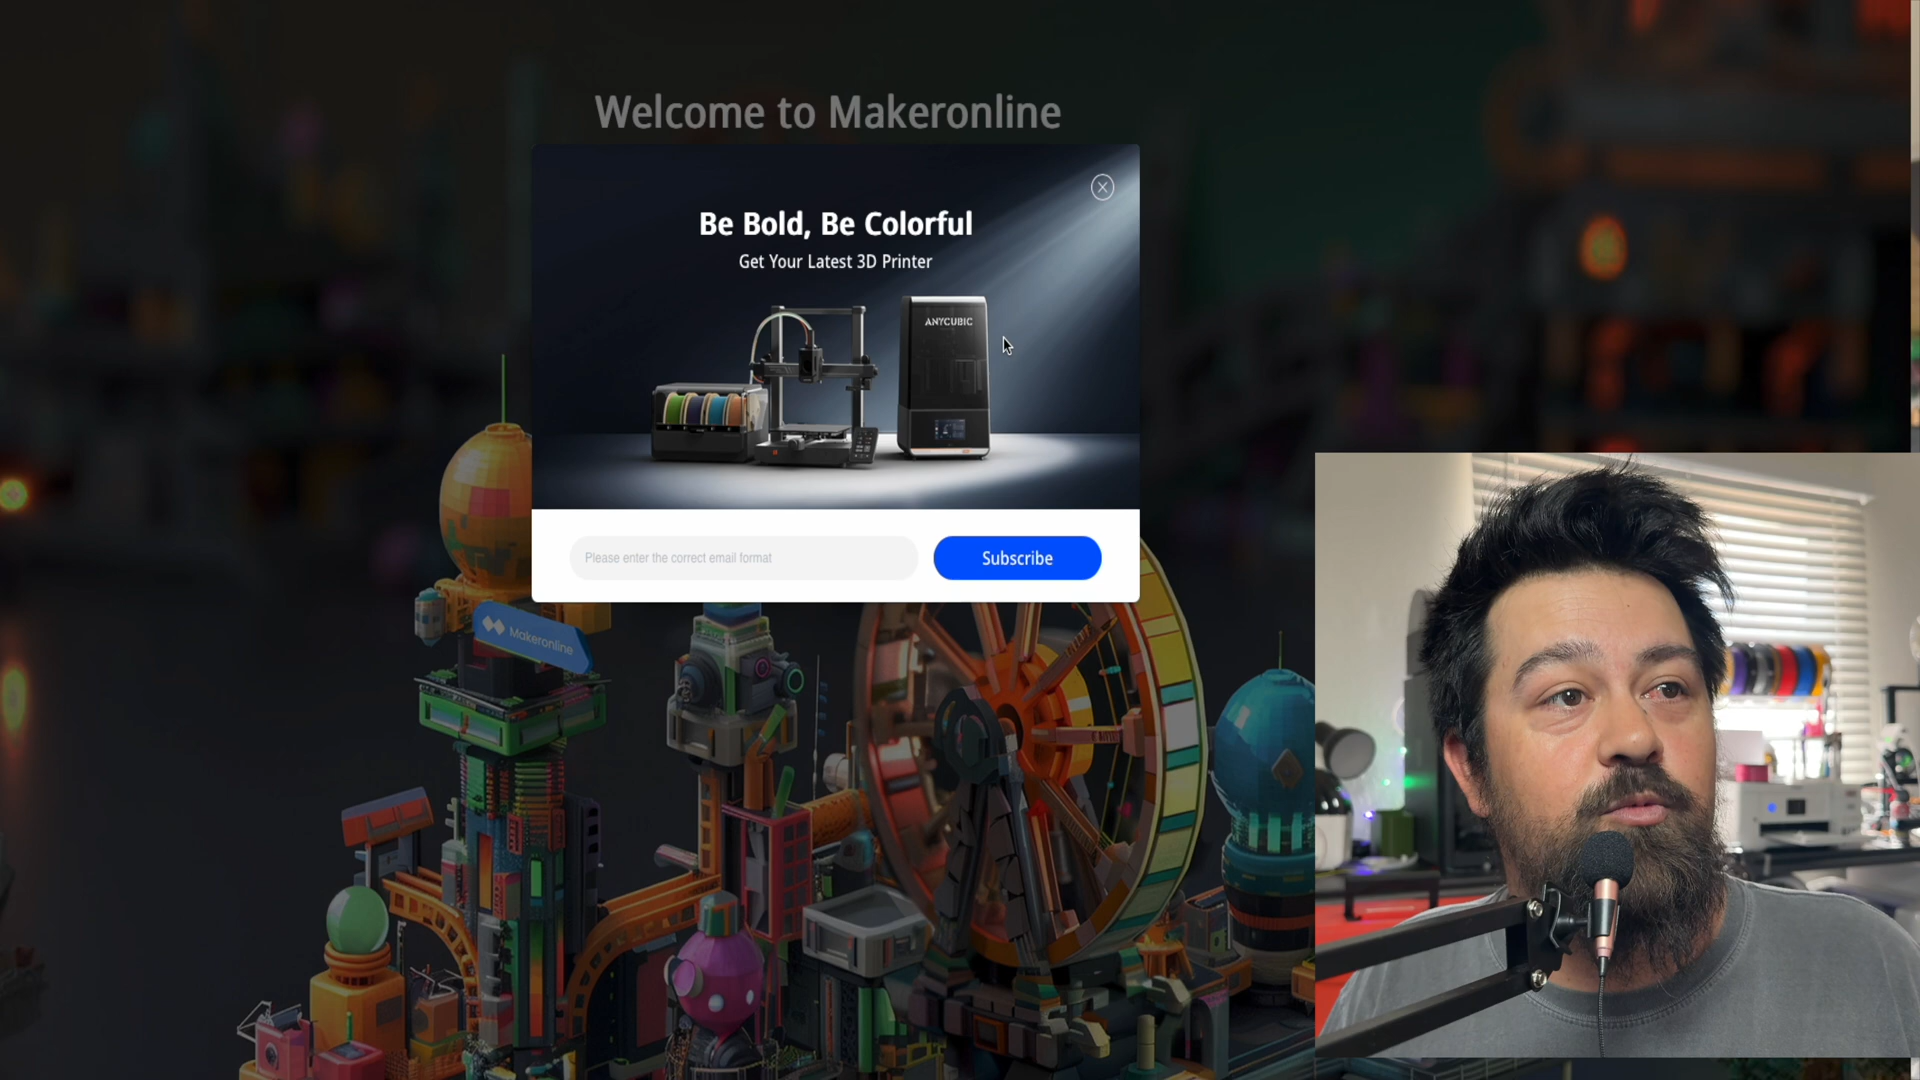 Welcome to Makeronline
Be Bold, Be Colorful
Get Your Latest 3D Printer
ANYCUBIC
Please enter the correct email format
Subscribe
Makeronline